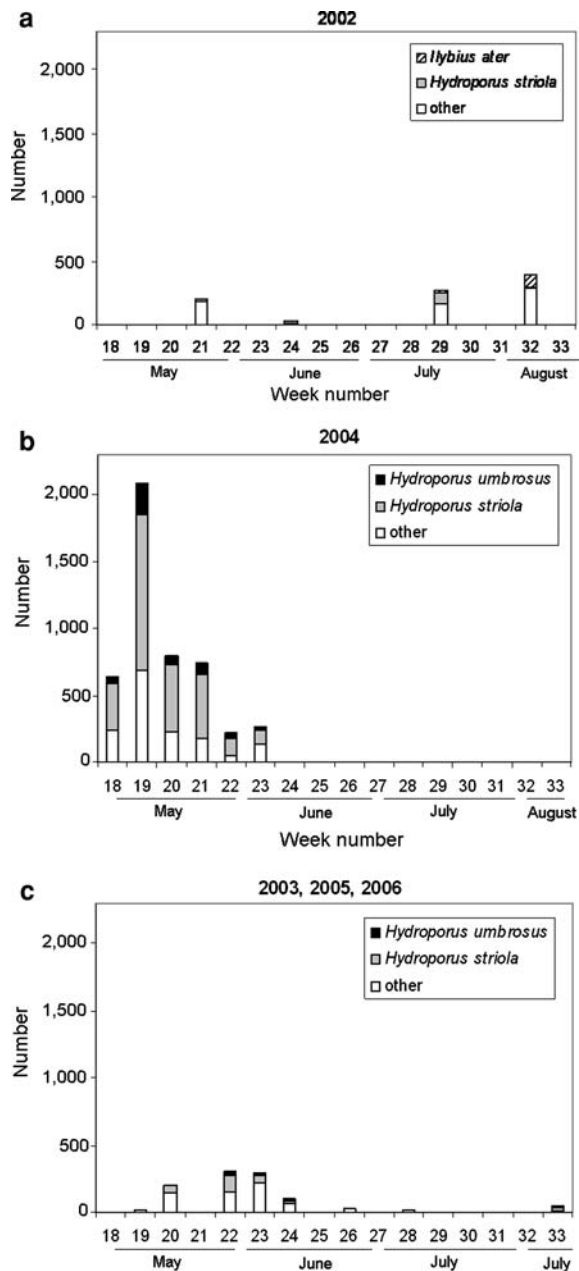 a
2002
2,000
1,500
1,000
500
0
Number
Ilybius ater
Hydroporus striola
other
18 19 20 21 22 23 24 25 26 27 28 29 30 31 32 33
May June July August
Week number
b
2004
2,000
1,500
1,000
500
0
Number
Hydroporus umbrosus
Hydroporus striola
other
18 19 20 21 22 23 24 25 26 27 28 29 30 31 32 33
May June July August
Week number
c
2003, 2005, 2006
2,000
1,500
1,000
500
0
Number
Hydroporus umbrosus
Hydroporus striola
other
18 19 20 21 22 23 24 25 26 27 28 29 30 31 32 33
May June July July